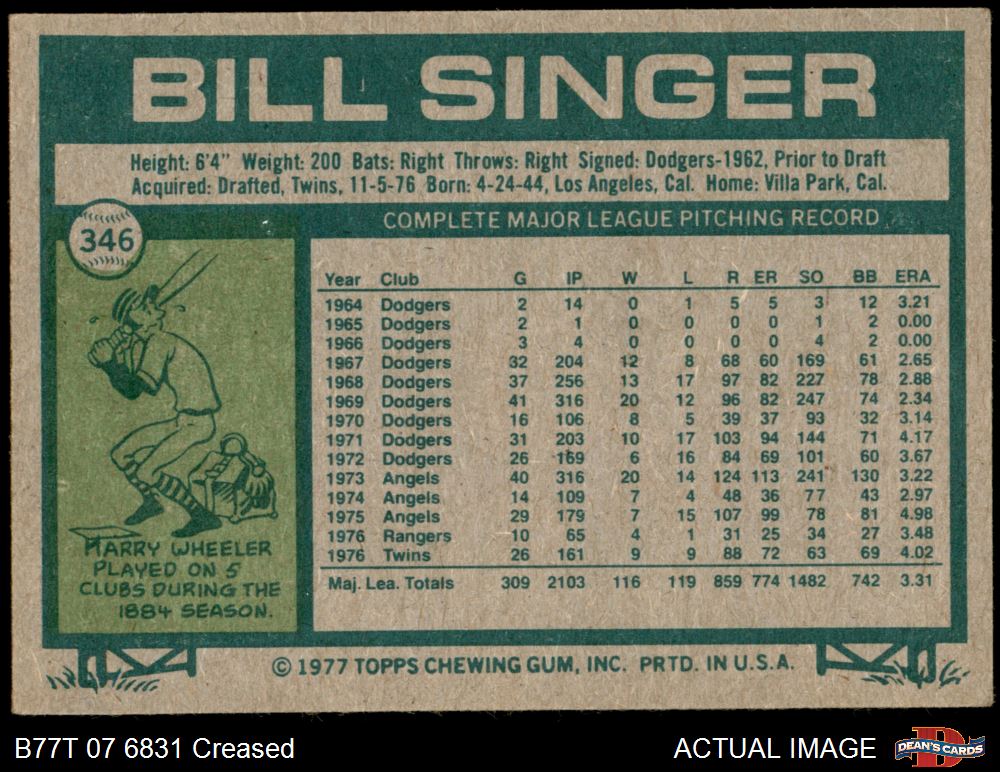 BILL SINGER
Height: 6'4" Weight: 200 Bats: Right Throws: Right Signed: Dodgers-1962, Prior to Draft
Acquired: Drafted, Twins, 11-5-76 Born: 4-24-44, Los Angeles, Cal. Home: Villa Park, Cal.
346
COMPLETE MAJOR LEAGUE PITCHING RECORD
Year Club G IP W L R ER SO BB ERA
1964 Dodgers 2 14 0 1 5 5 3 12 3.21
1965 Dodgers 2 1 0 0 0 0 1 2 0.00
1966 Dodgers 3 4 0 0 0 0 4 2 0.00
1967 Dodgers 32 204 12 8 68 60 169 61 2.65
1968 Dodgers 37 256 13 17 97 82 227 78 2.88
1969 Dodgers 41 316 20 12 96 82 247 74 2.34
1970 Dodgers 16 106 8 5 39 37 93 32 3.14
1971 Dodgers 31 203 10 17 103 94 144 71 4.17
1972 Dodgers 26 169 6 16 84 69 101 60 3.67
1973 Angels 40 316 20 14 124 113 241 130 3.22
1974 Angels 14 109 7 4 48 36 77 43 2.97
1975 Angels 29 179 7 15 107 99 78 81 4.98
1976 Rangers 10 65 4 1 31 25 34 27 3.48
1976 Twins 26 161 9 9 88 72 63 69 4.02
Maj. Lea. Totals 309 2103 116 119 859 774 1482 742 3.31
HARRY WHEELER
PLAYED ON 5
CLUBS DURING THE
1884 SEASON.
© 1977 TOPPS CHEWING GUM, INC. PRTD. IN U.S.A.
B77T 07 6831 Creased
ACTUAL IMAGE
DEAN'S CARDS